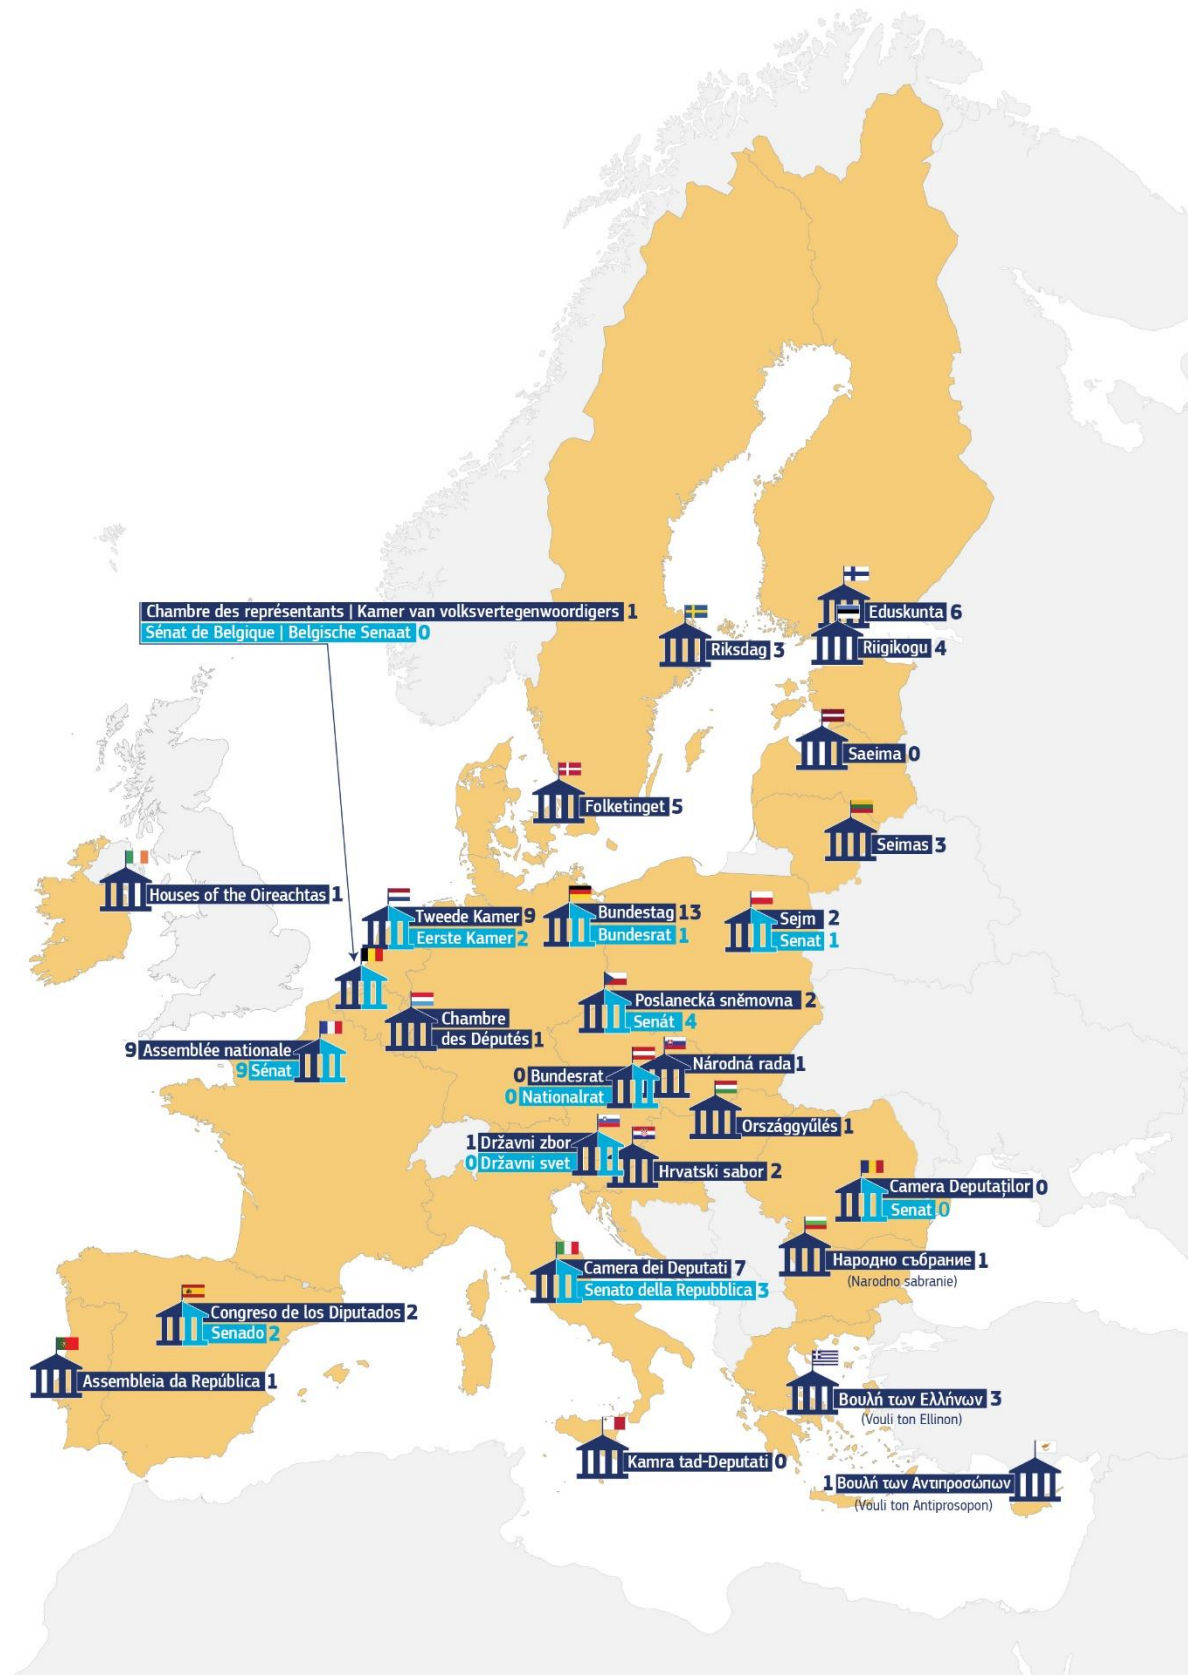 Eduskunta 6
Chambre des représentants | Kamer van volksvertegenwoordigers 1
Sénat de Belgique | Belgische Senaat 0
Riksdag 3
Riigikogu 4
Saeima 0
Folketinget 5
Seimas 3
Houses of the Oireachtas 1
Tweede Kamer 9
Eerste Kamer 2
Bundestag 13
Bundesrat 1
Sejm 2
Senat 1
Poslanecká sněmovna 2
Senát 4
Chambre
des Députés 1
9 Assemblée nationale
9 Sénat
Národná rada 1
0 Bundesrat
0 Nationalrat
Országgyűlés 1
1 Državni zbor
0 Državni svet
Hrvatski sabor 2
Camera Deputaților 0
Senat 0
Народно събрание 1
(Narodno sabranie)
Camera dei Deputati 7
Senato della Repubblica 3
Congreso de los Diputados 2
Senado 2
Assembleia da República 1
Βουλή των Ελλήνων 3
(Vouli ton Ellinon)
Kamra tad-Deputati 0
1 Βουλή των Αντιπροσώπων
(Vouli ton Antiprosopon)